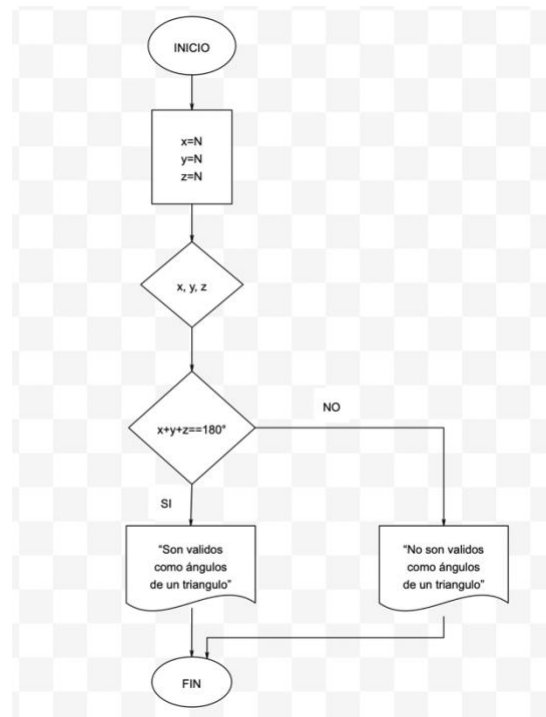 INICIO
x=N
y=N
z=N
x, y, z
x+y+z==180°
NO
SI
“Son validos
como ángulos
de un triangulo”
“No son validos
como ángulos
de un triangulo”
FIN